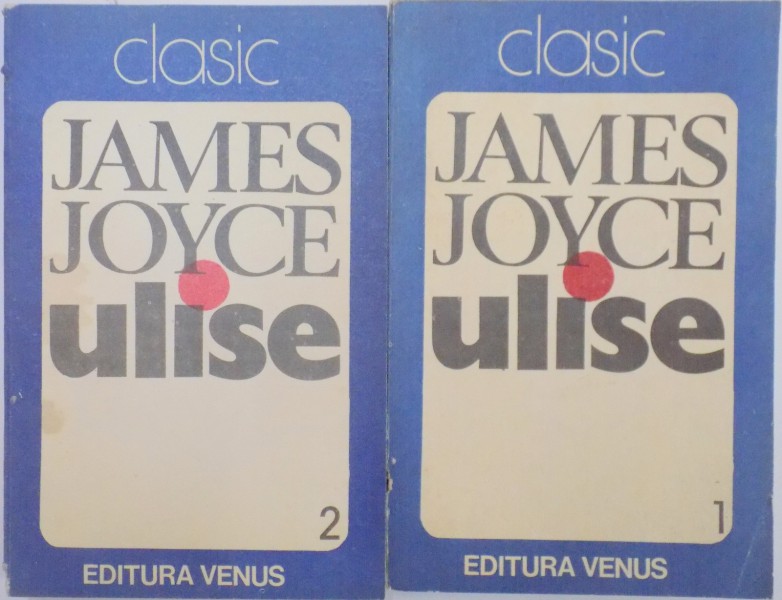 clasic
JAMES
JOYCE
ulise
2
EDITURA VENUS
clasic
JAMES
JOYCE
ulise
1
EDITURA VENUS